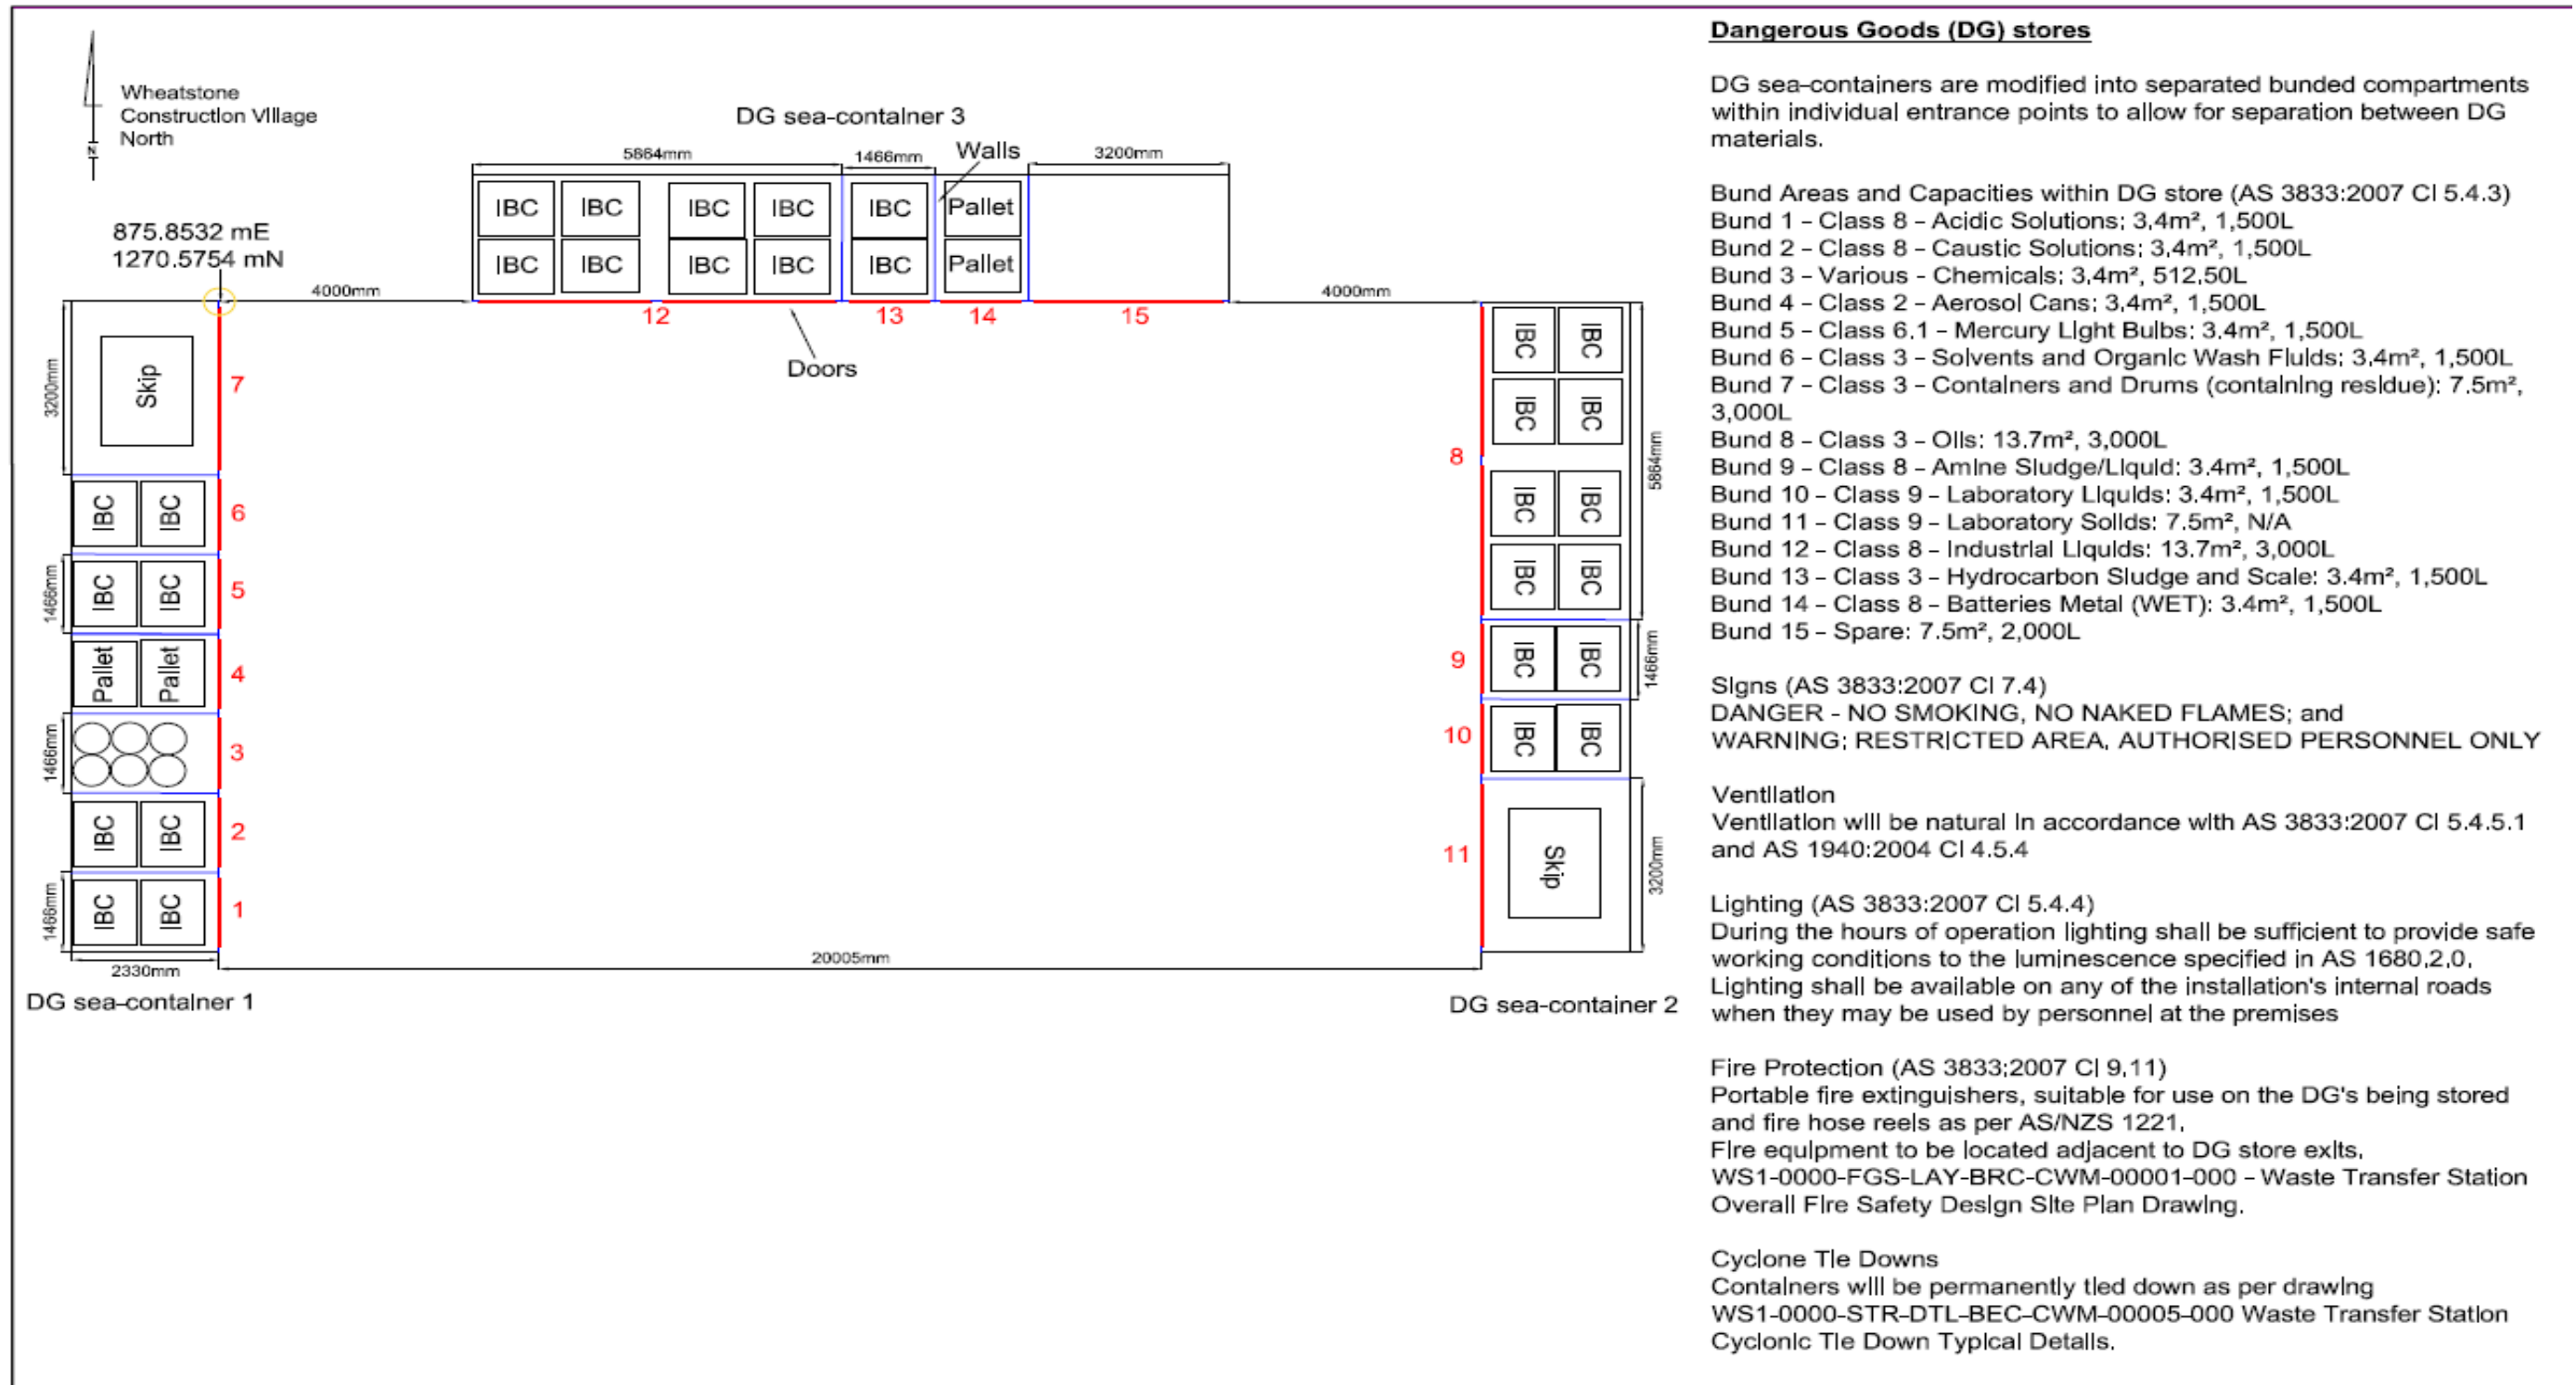 Wheatstone
Construction Village
North
N
875.8532 mE
1270.5754 mN
DG sea-container 3
5864mm
1466mm
Walls
3200mm
IBC IBC IBC IBC IBC Pallet
IBC IBC IBC IBC IBC Pallet
4000mm
4000mm
12 13 14 15
Doors
3200mm
Skip
7
IBC IBC
6
1466mm
IBC IBC
5
Pallet Pallet
4
1466mm
3
IBC IBC
2
1466mm
IBC IBC
1
2330mm
DG sea-container 1
20005mm
IBC IBC
IBC IBC
8
5864mm
IBC IBC
IBC IBC
9
IBC IBC
1466mm
10
IBC IBC
11
Skip
3200mm
DG sea-container 2
Dangerous Goods (DG) stores
DG sea-containers are modified into separated bunded compartments
within individual entrance points to allow for separation between DG
materials.
Bund Areas and Capacities within DG store (AS 3833:2007 Cl 5.4.3)
Bund 1 - Class 8 - Acidic Solutions: 3.4m², 1,500L
Bund 2 - Class 8 - Caustic Solutions: 3.4m², 1,500L
Bund 3 - Various - Chemicals: 3.4m², 512.50L
Bund 4 - Class 2 - Aerosol Cans: 3.4m², 1,500L
Bund 5 - Class 6.1 - Mercury Light Bulbs: 3.4m², 1,500L
Bund 6 - Class 3 - Solvents and Organic Wash Fluids: 3.4m², 1,500L
Bund 7 - Class 3 - Containers and Drums (containing residue): 7.5m²,
3,000L
Bund 8 - Class 3 - Oils: 13.7m², 3,000L
Bund 9 - Class 8 - Amine Sludge/Liquid: 3.4m², 1,500L
Bund 10 - Class 9 - Laboratory Liquids: 3.4m², 1,500L
Bund 11 - Class 9 - Laboratory Solids: 7.5m², N/A
Bund 12 - Class 8 - Industrial Liquids: 13.7m², 3,000L
Bund 13 - Class 3 - Hydrocarbon Sludge and Scale: 3.4m², 1,500L
Bund 14 - Class 8 - Batteries Metal (WET): 3.4m², 1,500L
Bund 15 - Spare: 7.5m², 2,000L
Signs (AS 3833:2007 Cl 7.4)
DANGER - NO SMOKING, NO NAKED FLAMES; and
WARNING: RESTRICTED AREA, AUTHORISED PERSONNEL ONLY
Ventilation
Ventilation will be natural in accordance with AS 3833:2007 Cl 5.4.5.1
and AS 1940:2004 Cl 4.5.4
Lighting (AS 3833:2007 Cl 5.4.4)
During the hours of operation lighting shall be sufficient to provide safe
working conditions to the luminescence specified in AS 1680.2.0.
Lighting shall be available on any of the installation's internal roads
when they may be used by personnel at the premises
Fire Protection (AS 3833:2007 Cl 9.11)
Portable fire extinguishers, suitable for use on the DG's being stored
and fire hose reels as per AS/NZS 1221.
Fire equipment to be located adjacent to DG store exits.
WS1-0000-FGS-LAY-BRC-CWM-00001-000 - Waste Transfer Station
Overall Fire Safety Design Site Plan Drawing.
Cyclone Tie Downs
Containers will be permanently tied down as per drawing
WS1-0000-STR-DTL-BEC-CWM-00005-000 Waste Transfer Station
Cyclonic Tie Down Typical Details.